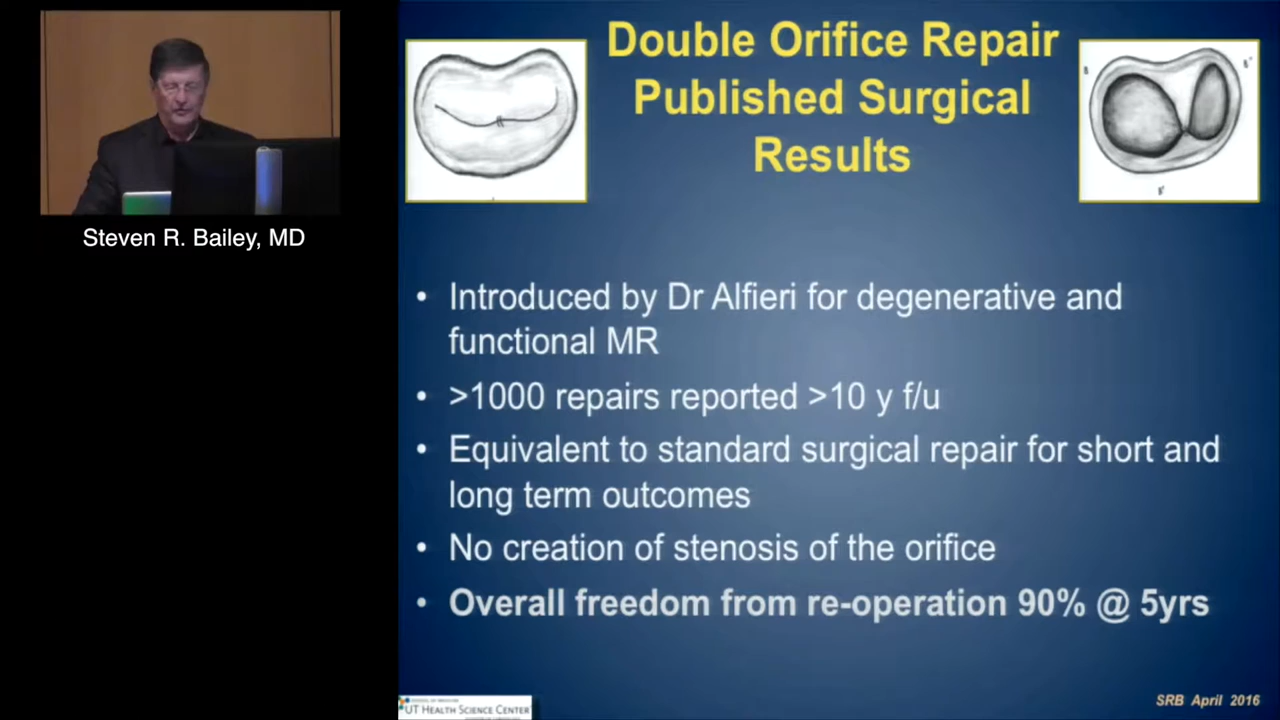 Double Orifice Repair
Published Surgical
Results
Steven R. Bailey, MD
• Introduced by Dr Alfieri for degenerative and
functional MR
• >1000 repairs reported >10 y f/u
• Equivalent to standard surgical repair for short and
long term outcomes
• No creation of stenosis of the orifice
• Overall freedom from re-operation 90% @ 5yrs
UT HEALTH SCIENCE CENTER
SRB April 2016